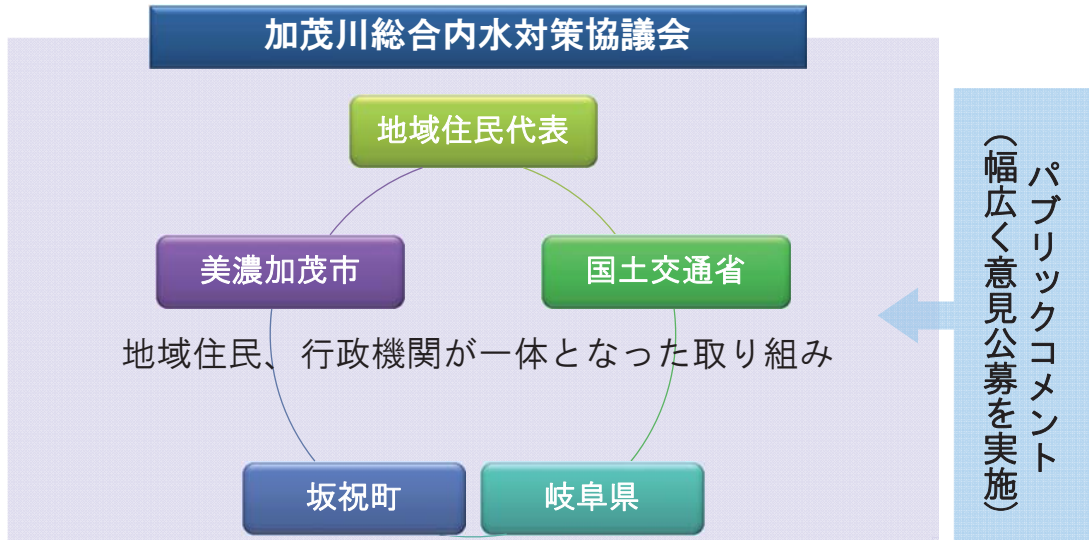 加茂川総合内水対策協議会
地域住民代表
美濃加茂市
国土交通省
地域住民、行政機関が一体となった取り組み
坂祝町
岐阜県
パブリックコメント
（幅広く意見公募を実施）